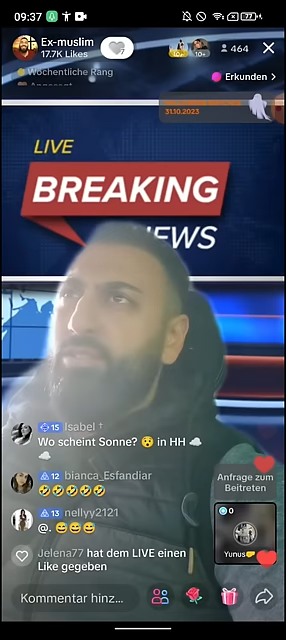 09:37
77
Ex-muslim
17.7K Likes
464
Wöchentliche Rang
Erkunden >
31.10.2023
LIVE
BREAKING
NEWS
15 Isabel †
Wo scheint Sonne? 😯 in HH ☁️
☁️
12 bianca_Esfandiar
🤣🤣🤣🤣🤣
13 nellyy2121
@. 😅😅😅
Jelena77 hat dem LIVE einen
Like gegeben
Anfrage zum
Beitreten
0
Yunus
Kommentar hinz...